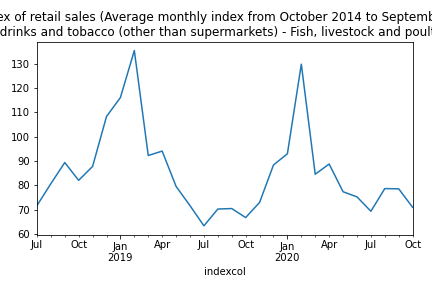 ex of retail sales (Average monthly index from October 2014 to Septemb
drinks and tobacco (other than supermarkets) - Fish, livestock and poult
130
120
110
100
90
80
70
60
Jul Oct Jan Apr Jul Oct Jan Apr Jul Oct
2019 2020
indexcol